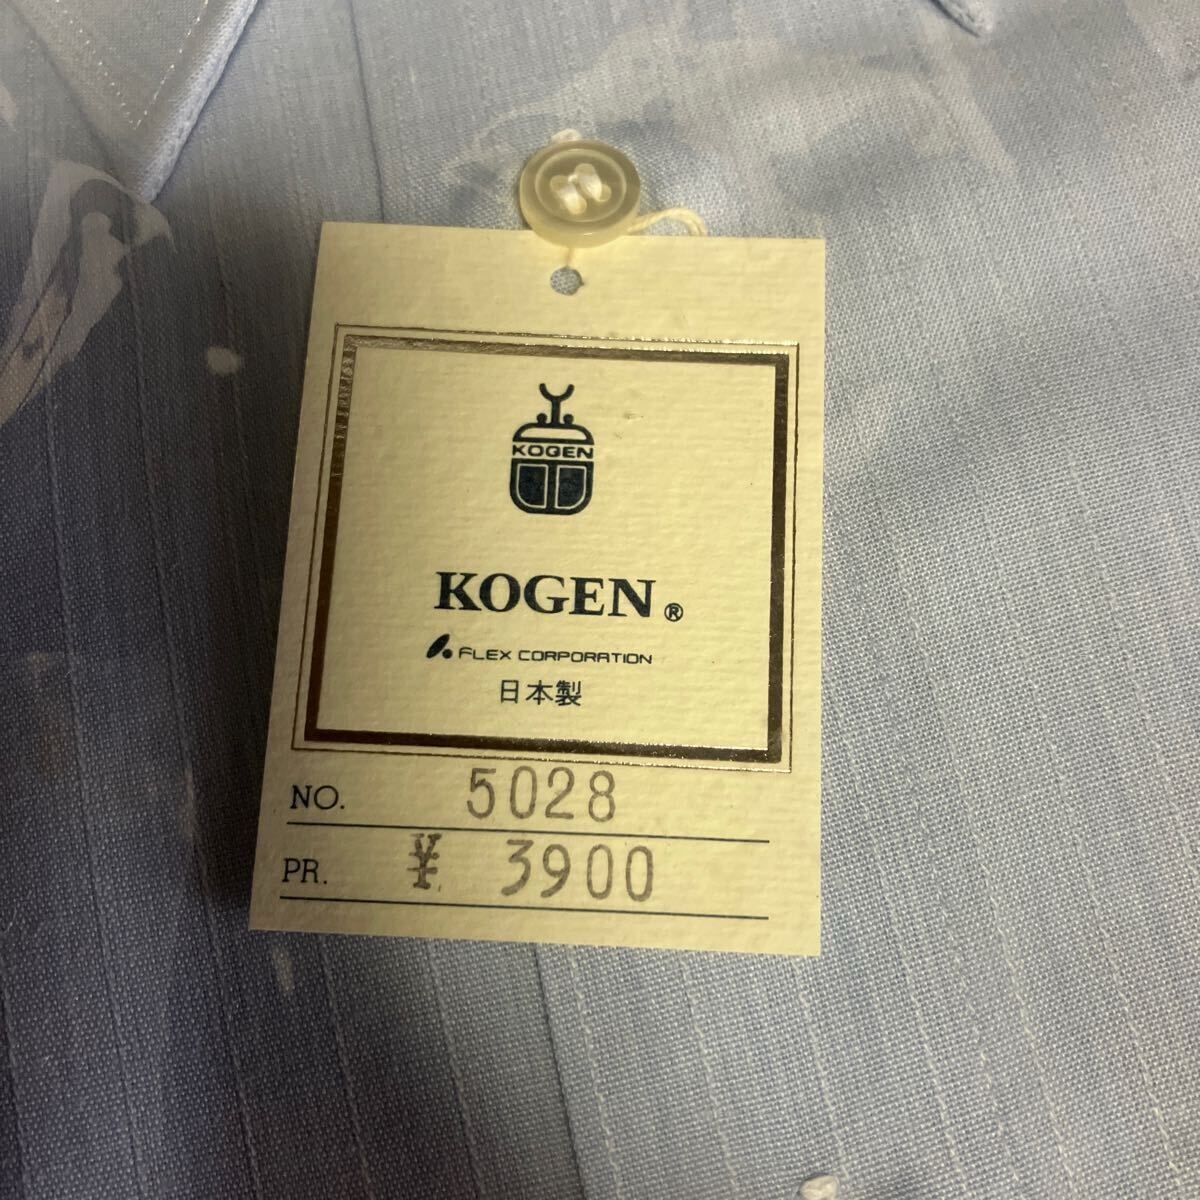 KOGEN
KOGEN®
FLEX CORPORATION
日本製
NO. 5028
PR. ¥ 3900